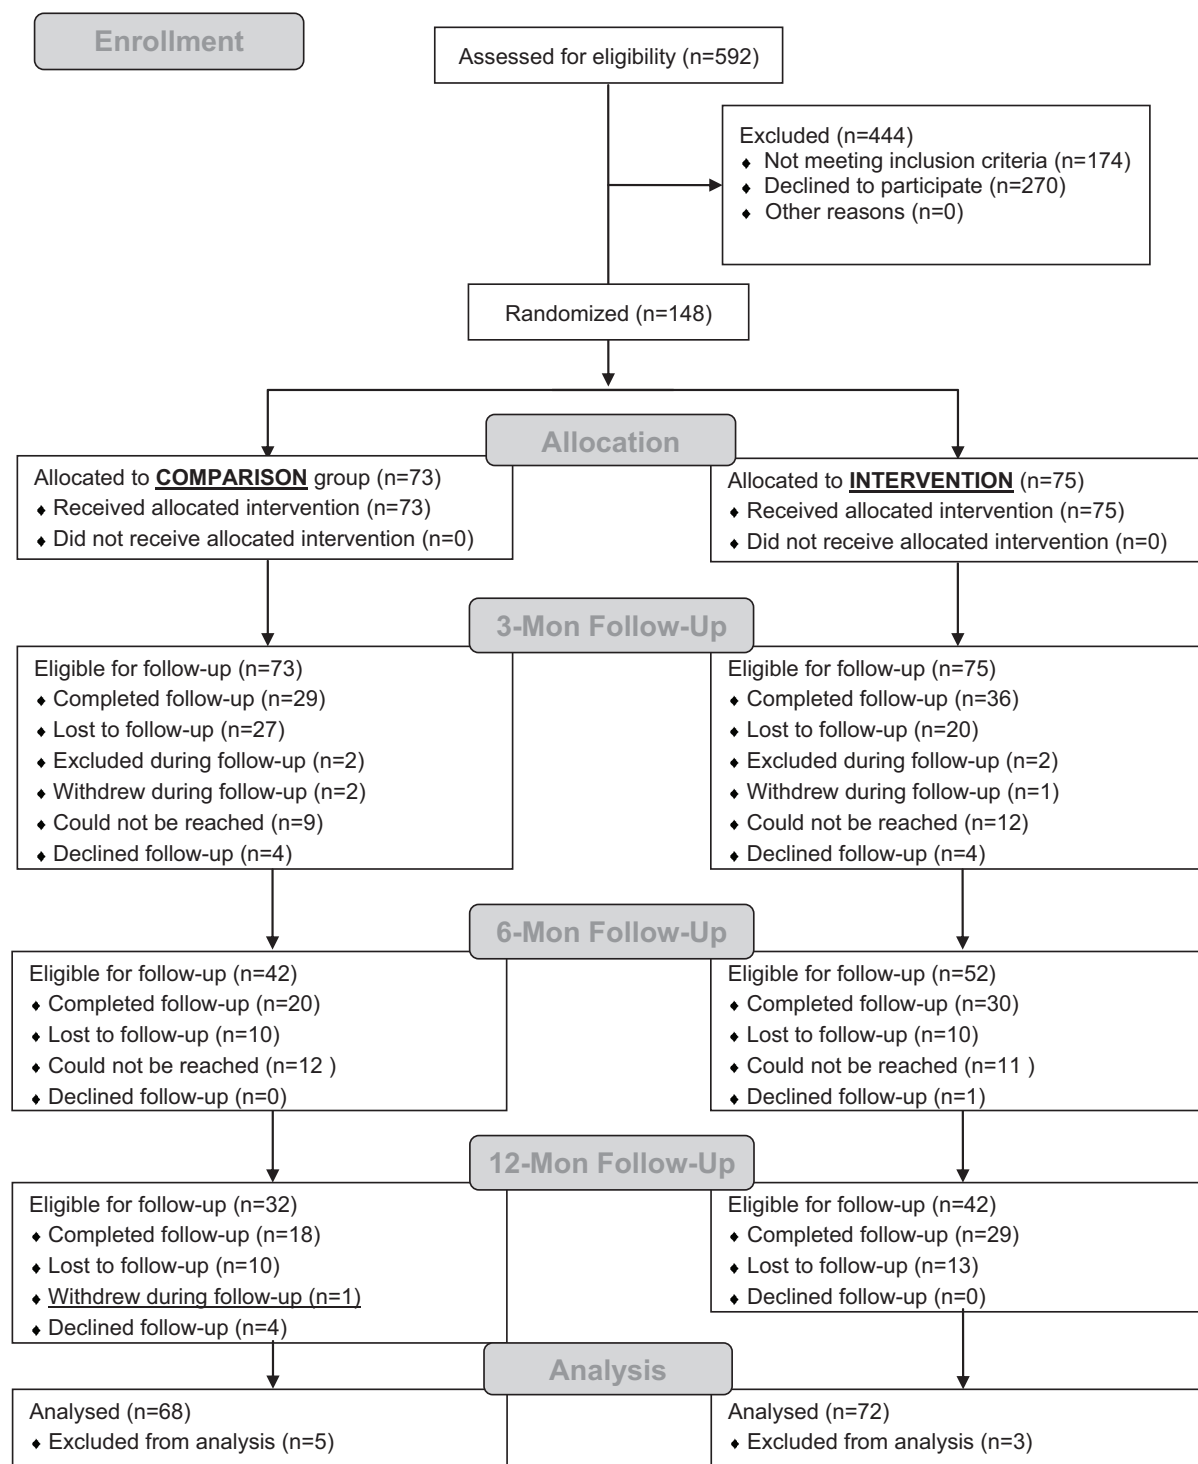 Enrollment
Assessed for eligibility (n=592)
Excluded (n=444)
♦ Not meeting inclusion criteria (n=174)
♦ Declined to participate (n=270)
♦ Other reasons (n=0)
Randomized (n=148)
Allocation
Allocated to COMPARISON group (n=73)
♦ Received allocated intervention (n=73)
♦ Did not receive allocated intervention (n=0)
Allocated to INTERVENTION (n=75)
♦ Received allocated intervention (n=75)
♦ Did not receive allocated intervention (n=0)
3-Mon Follow-Up
Eligible for follow-up (n=73)
♦ Completed follow-up (n=29)
♦ Lost to follow-up (n=27)
♦ Excluded during follow-up (n=2)
♦ Withdrew during follow-up (n=2)
♦ Could not be reached (n=9)
♦ Declined follow-up (n=4)
Eligible for follow-up (n=75)
♦ Completed follow-up (n=36)
♦ Lost to follow-up (n=20)
♦ Excluded during follow-up (n=2)
♦ Withdrew during follow-up (n=1)
♦ Could not be reached (n=12)
♦ Declined follow-up (n=4)
6-Mon Follow-Up
Eligible for follow-up (n=42)
♦ Completed follow-up (n=20)
♦ Lost to follow-up (n=10)
♦ Could not be reached (n=12 )
♦ Declined follow-up (n=0)
Eligible for follow-up (n=52)
♦ Completed follow-up (n=30)
♦ Lost to follow-up (n=10)
♦ Could not be reached (n=11 )
♦ Declined follow-up (n=1)
12-Mon Follow-Up
Eligible for follow-up (n=32)
♦ Completed follow-up (n=18)
♦ Lost to follow-up (n=10)
♦ Withdrew during follow-up (n=1)
♦ Declined follow-up (n=4)
Eligible for follow-up (n=42)
♦ Completed follow-up (n=29)
♦ Lost to follow-up (n=13)
♦ Declined follow-up (n=0)
Analysis
Analysed (n=68)
♦ Excluded from analysis (n=5)
Analysed (n=72)
♦ Excluded from analysis (n=3)